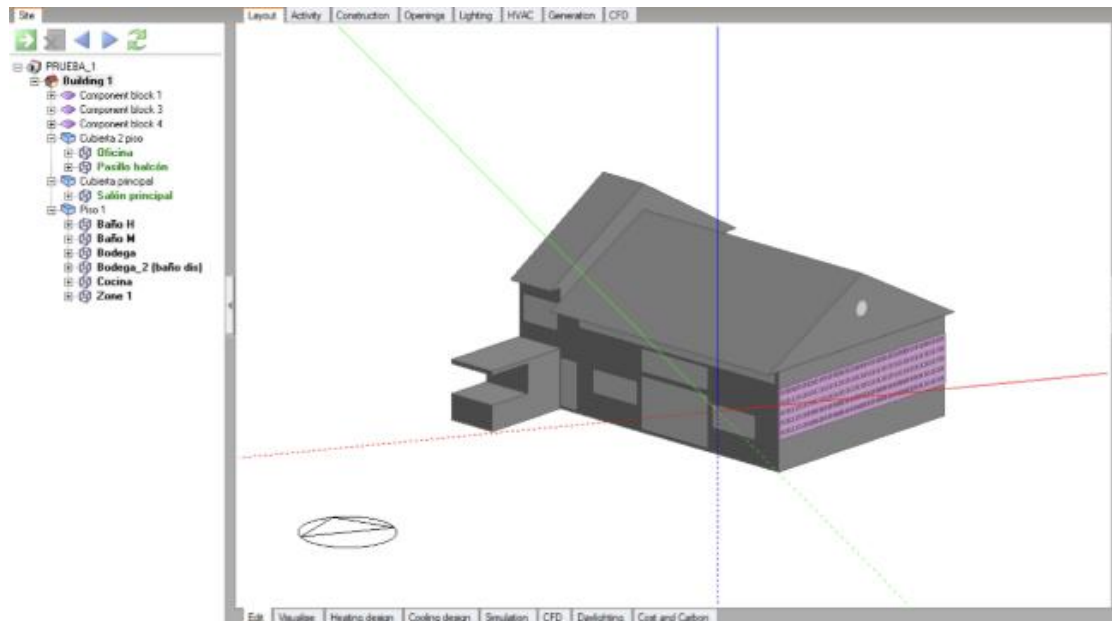 Site
Layout Activity Construction Openings Lighting HVAC Generation CFD
PRUEBA_1
Building 1
Component block 1
Component block 3
Component block 4
Cubierta 2 piso
Oficina
Pasillo balcón
Cubierta principal
Salón principal
Piso 1
Baño H
Baño M
Bodega
Bodega_2 (baño dis)
Cocina
Zone 1
Edit Visualise Heating design Cooling design Simulation CFD Daylighting Cost and Carbon